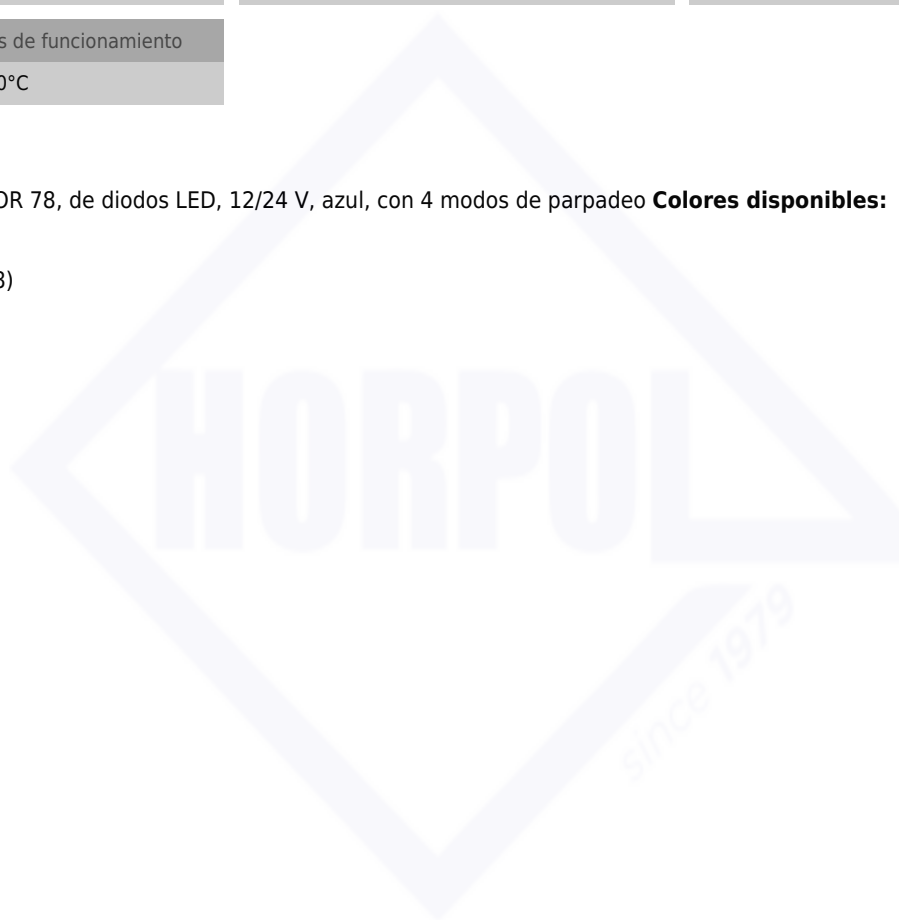 s de funcionamiento
0°C
OR 78, de diodos LED, 12/24 V, azul, con 4 modos de parpadeo Colores disponibles:
3)
HORPOL
since 1979